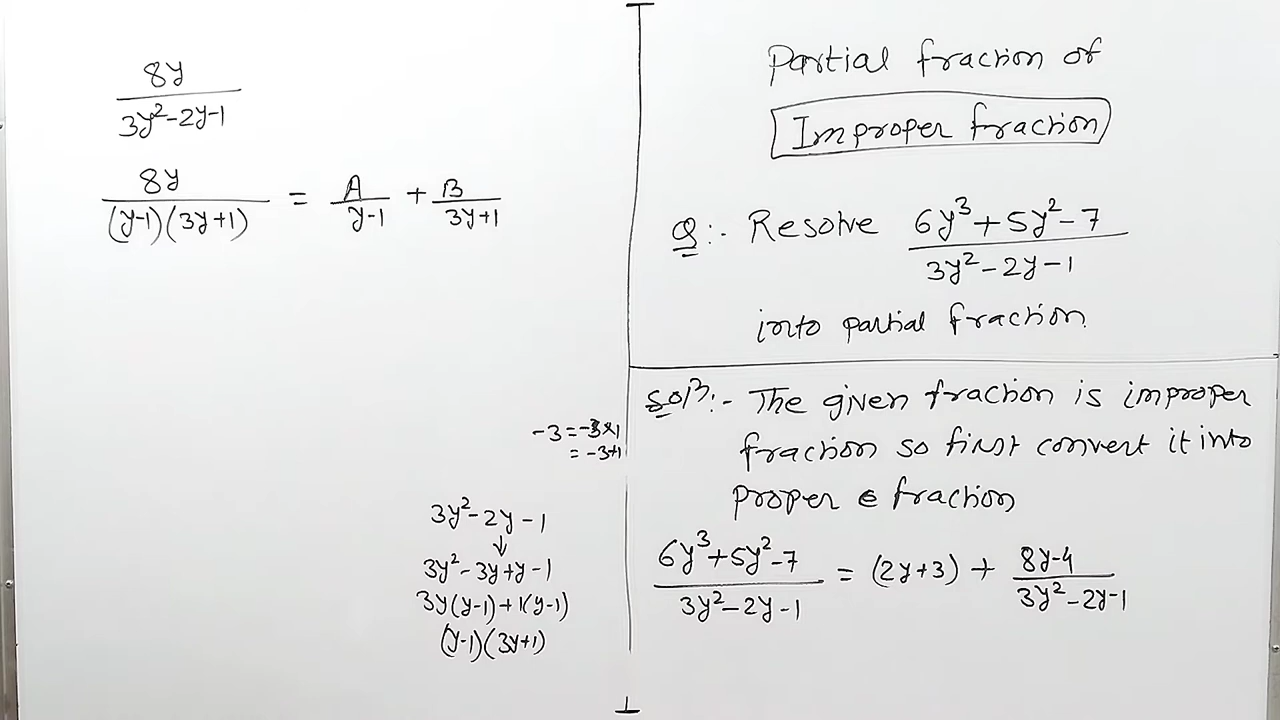 8y
3y²-2y-1
8y
(y-1)(3y+1) = A/y-1 + B/3y+1
-3 = -3×1
= -3+1
3y²-2y-1
↓
3y²-3y+y-1
3y(y-1)+1(y-1)
(y-1)(3y+1)
Partial fraction of
Improper fraction
Q:- Resolve 6y³+5y²-7
3y²-2y-1
into partial fraction
Solⁿ:- The given fraction is improper
fraction so first convert it into
Proper fraction
6y³+5y²-7/3y²-2y-1 = (2y+3) + 8y-4/3y²-2y-1